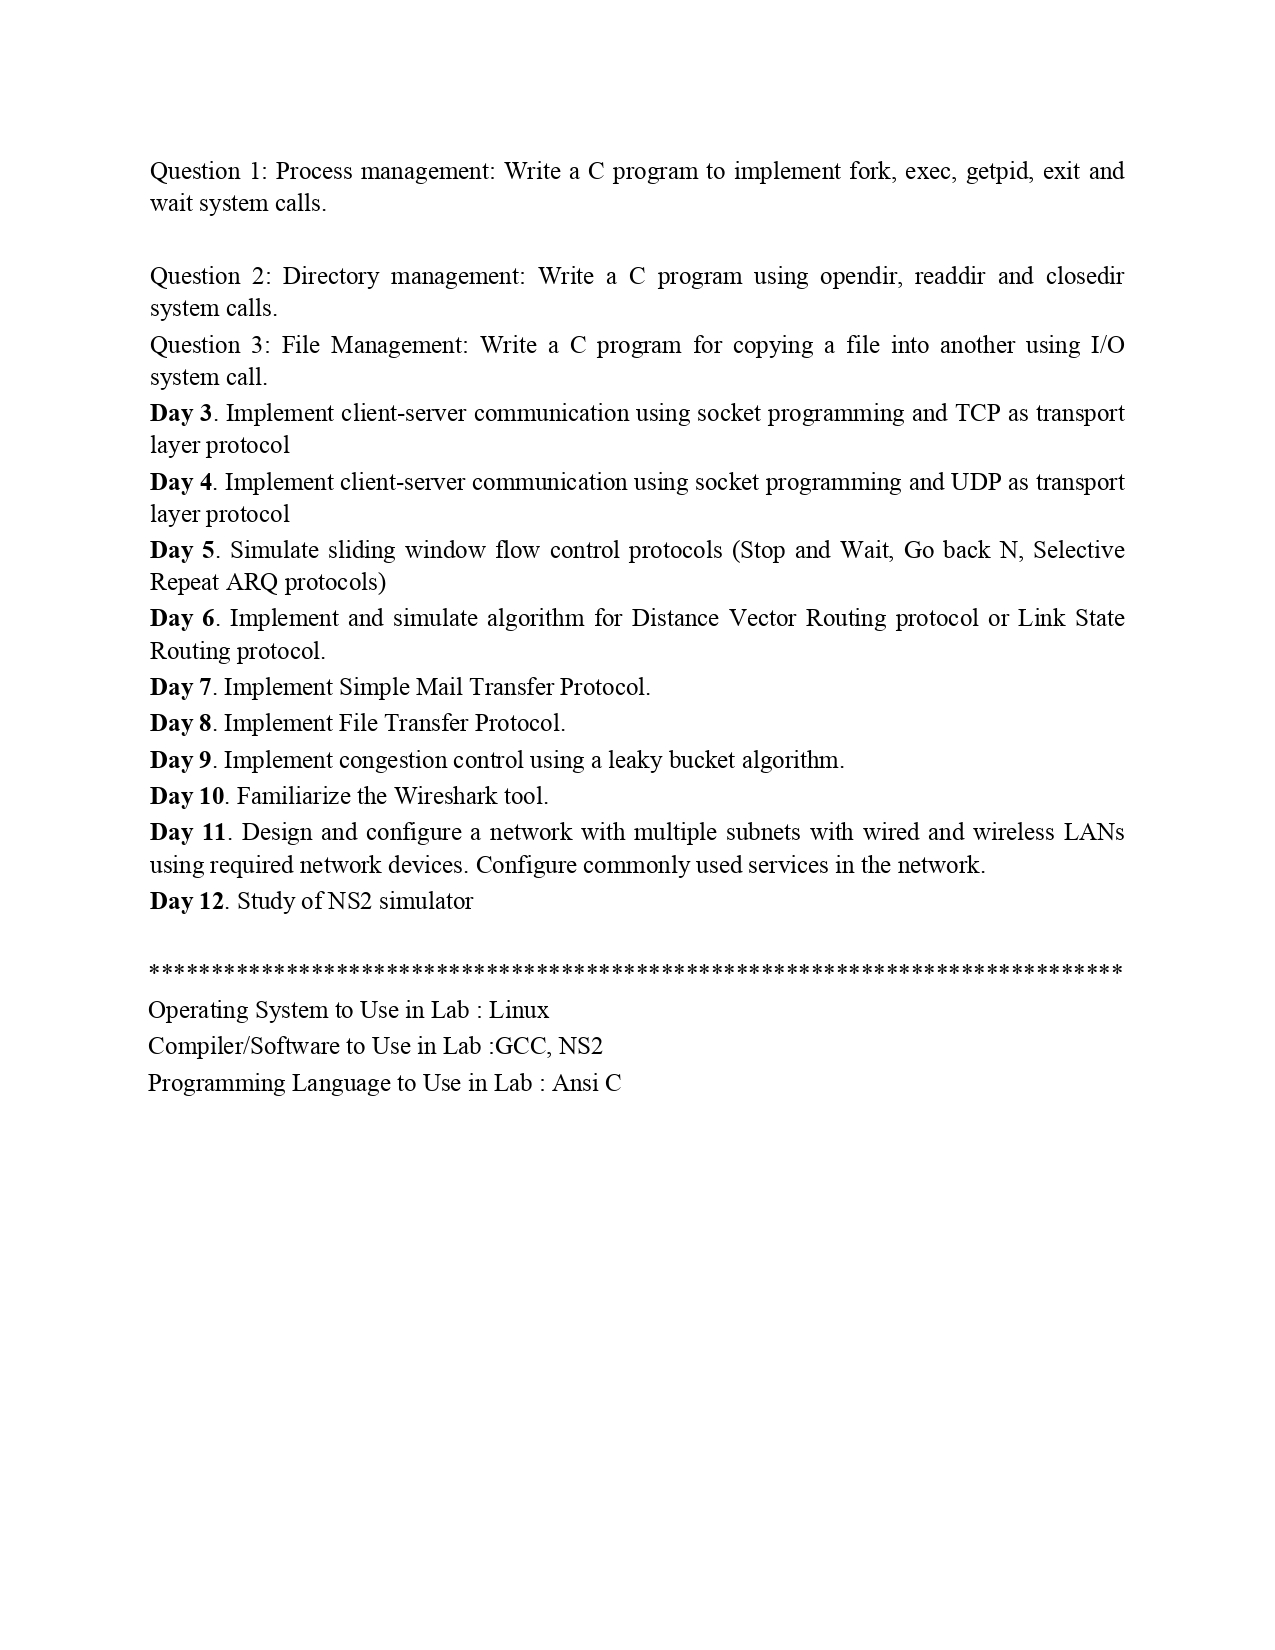 Question 1: Process management: Write a C program to implement fork, exec, getpid, exit and
wait system calls.
Question 2: Directory management: Write a C program using opendir, readdir and closedir
system calls.
Question 3: File Management: Write a C program for copying a file into another using I/O
system call.
Day 3. Implement client-server communication using socket programming and TCP as transport
layer protocol
Day 4. Implement client-server communication using socket programming and UDP as transport
layer protocol
Day 5. Simulate sliding window flow control protocols (Stop and Wait, Go back N, Selective
Repeat ARQ protocols)
Day 6. Implement and simulate algorithm for Distance Vector Routing protocol or Link State
Routing protocol.
Day 7. Implement Simple Mail Transfer Protocol.
Day 8. Implement File Transfer Protocol.
Day 9. Implement congestion control using a leaky bucket algorithm.
Day 10. Familiarize the Wireshark tool.
Day 11. Design and configure a network with multiple subnets with wired and wireless LANs
using required network devices. Configure commonly used services in the network.
Day 12. Study of NS2 simulator
******************************************************************************
Operating System to Use in Lab : Linux
Compiler/Software to Use in Lab :GCC, NS2
Programming Language to Use in Lab : Ansi C